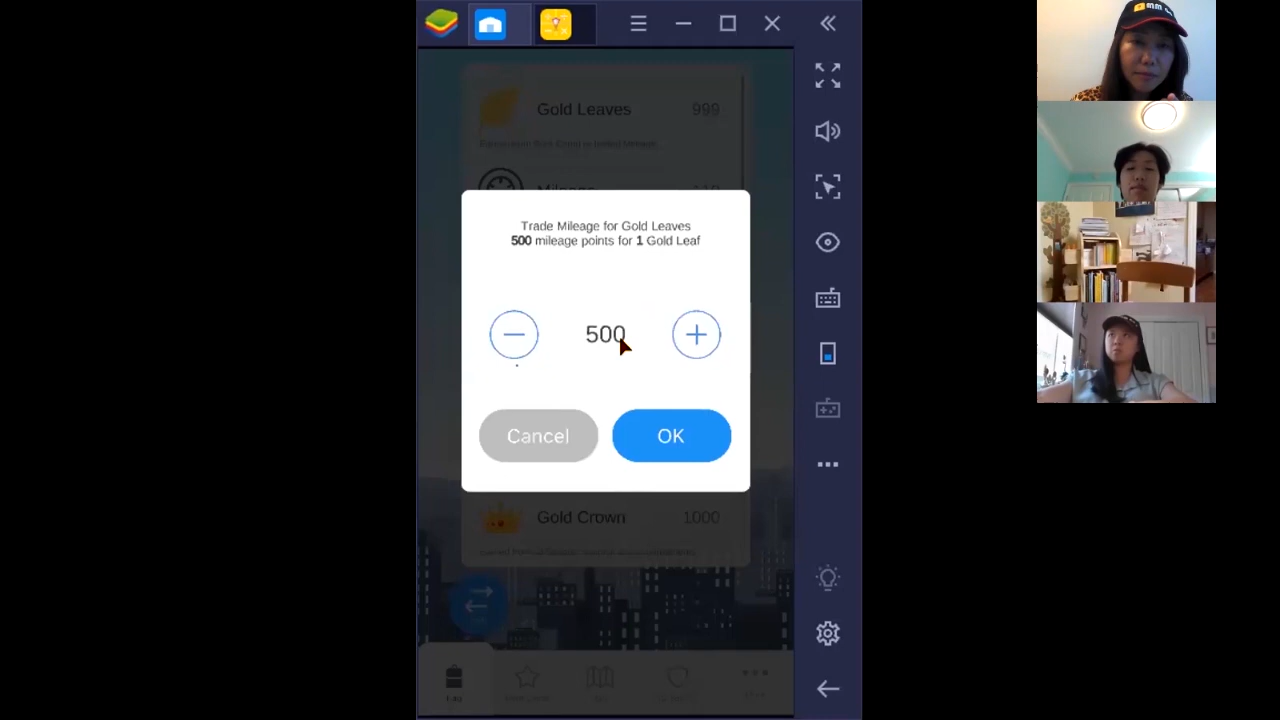 Gold Leaves 999
Mileage
Trade Mileage for Gold Leaves
500 mileage points for 1 Gold Leaf
500
Cancel OK
Gold Crown 1000